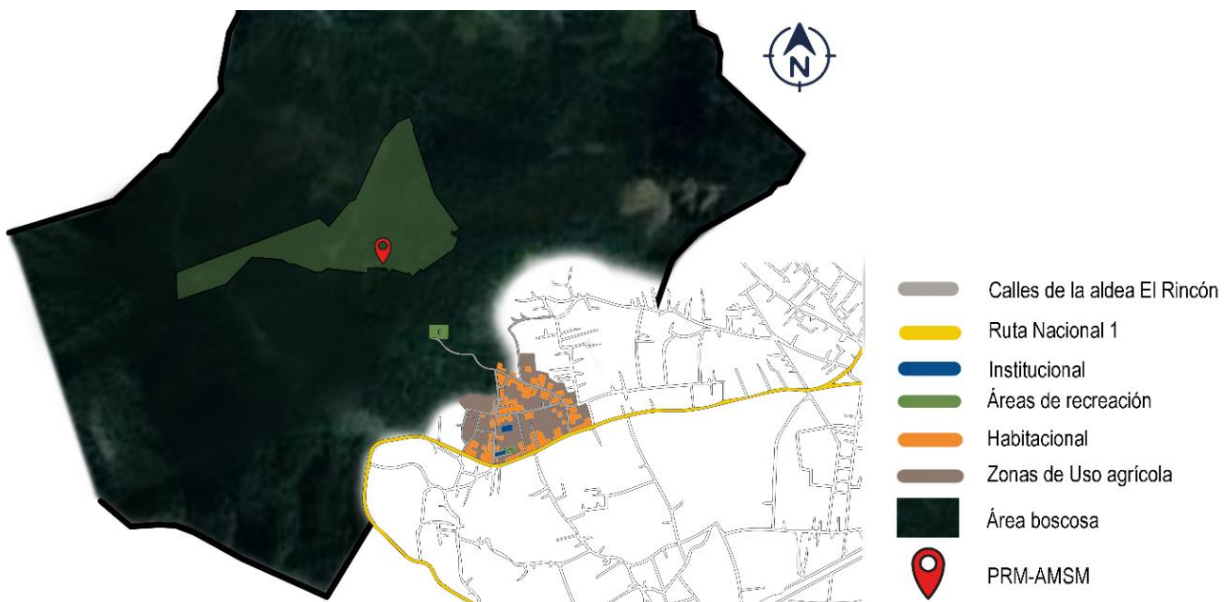 N
Calles de la aldea El Rincón
Ruta Nacional 1
Institucional
Áreas de recreación
Habitacional
Zonas de Uso agrícola
Área boscosa
PRM-AMSM